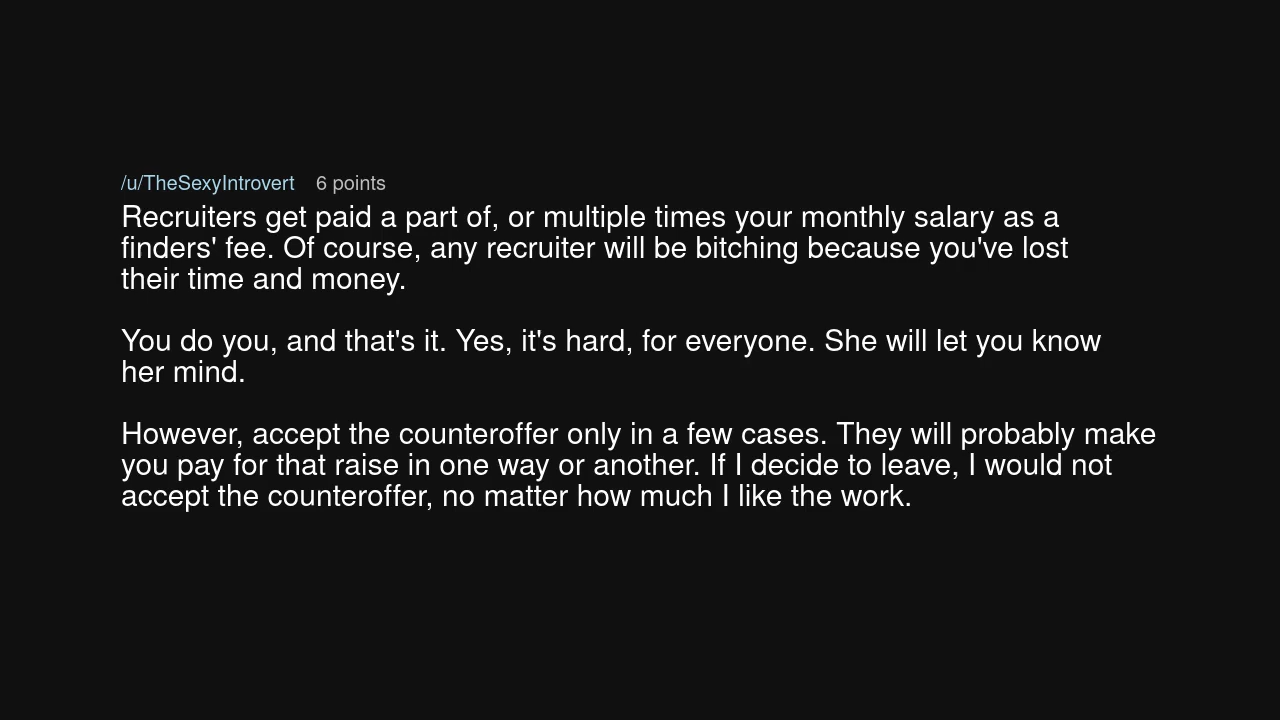 /u/TheSexyIntrovert 6 points
Recruiters get paid a part of, or multiple times your monthly salary as a
finders' fee. Of course, any recruiter will be bitching because you've lost
their time and money.
You do you, and that's it. Yes, it's hard, for everyone. She will let you know
her mind.
However, accept the counteroffer only in a few cases. They will probably make
you pay for that raise in one way or another. If I decide to leave, I would not
accept the counteroffer, no matter how much I like the work.